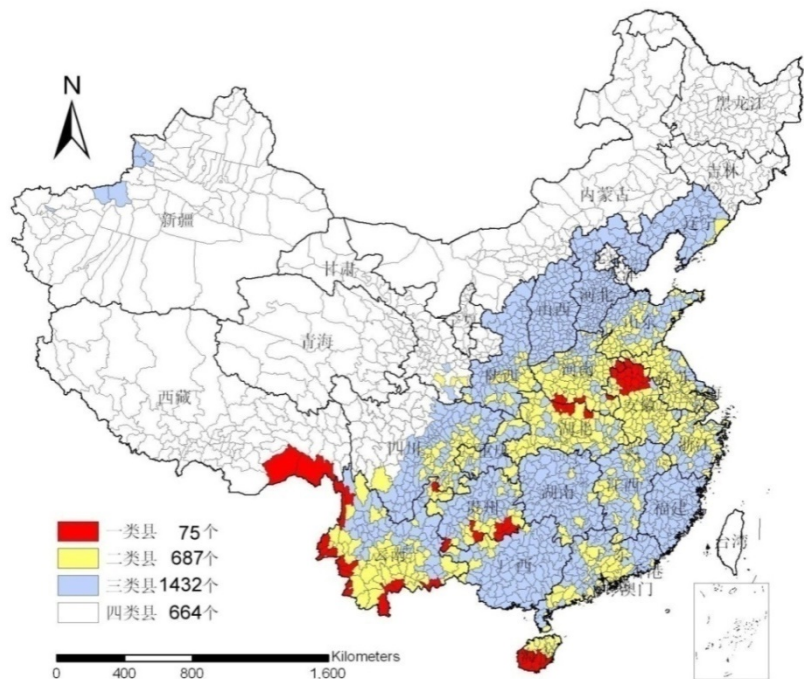 N
黑龙江
吉林
内蒙古
辽宁
新疆
甘肃
河北
山西
山东
青海
陕西
河南
西藏
安徽
湖北
四川
重庆
浙江
湖南
江西
贵州
福建
云南
广西
台湾
澳门
一类县 75个
二类县 687个
三类县 1432个
四类县 664个
Kilometers
0 400 800 1,600